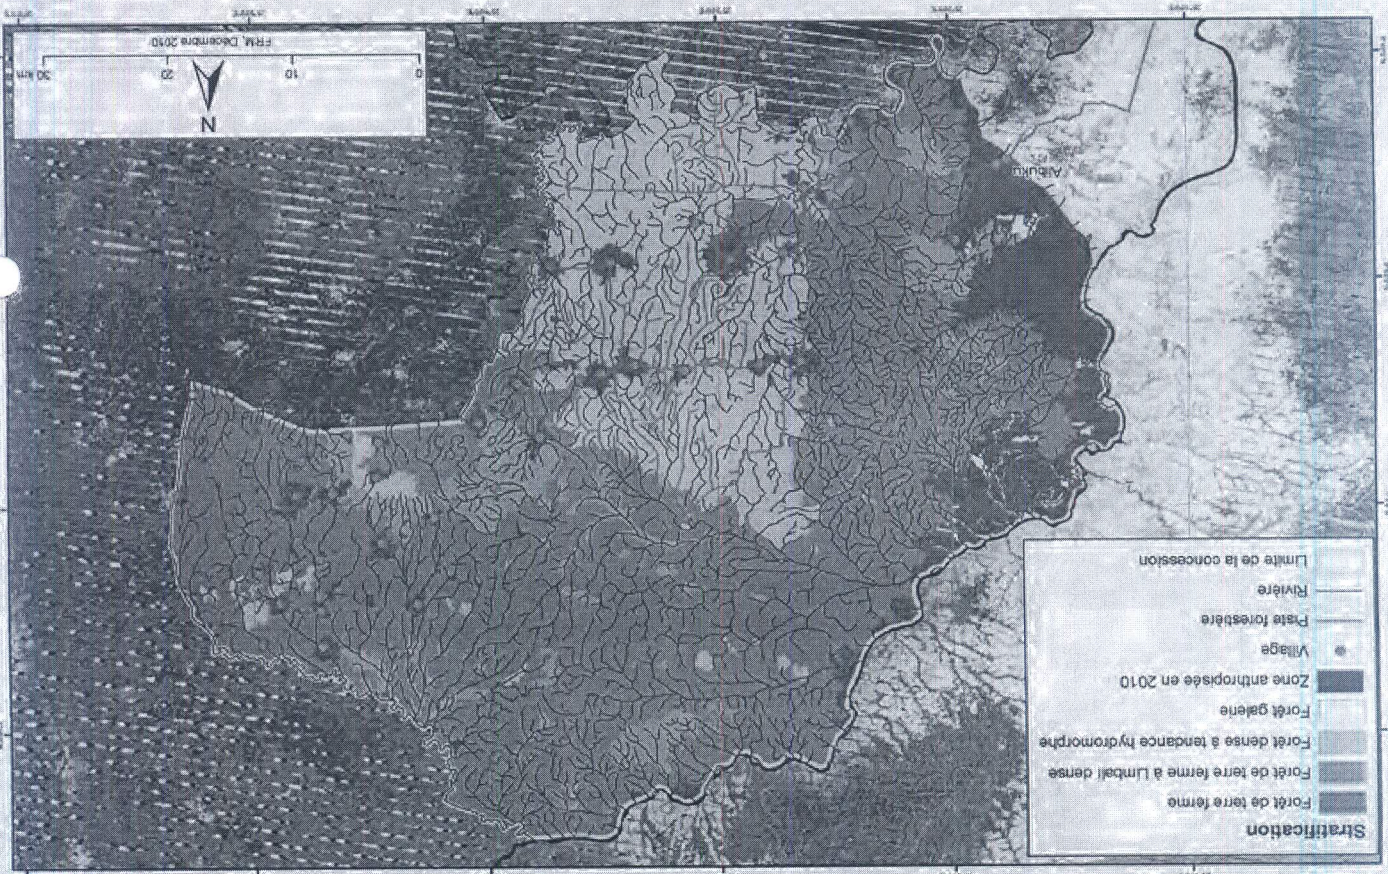 Stratification
Forêt de terre ferme
Forêt de terre ferme à Limbali dense
Forêt dense à tendance hydromorphe
Forêt galerie
Zone anthropisée en 2010
Village
Piste forestière
Rivière
Limite de la concession
Alibuku
N
0 10 20 30 km
FRM, Décembre 2010